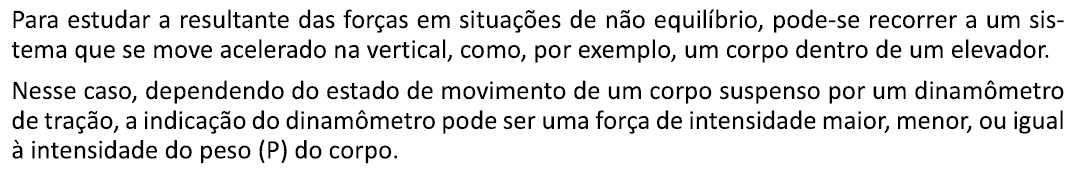 Para estudar a resultante das forças em situações de não equilíbrio, pode-se recorrer a um sis-
tema que se move acelerado na vertical, como, por exemplo, um corpo dentro de um elevador.
Nesse caso, dependendo do estado de movimento de um corpo suspenso por um dinamômetro
de tração, a indicação do dinamômetro pode ser uma força de intensidade maior, menor, ou igual
à intensidade do peso (P) do corpo.